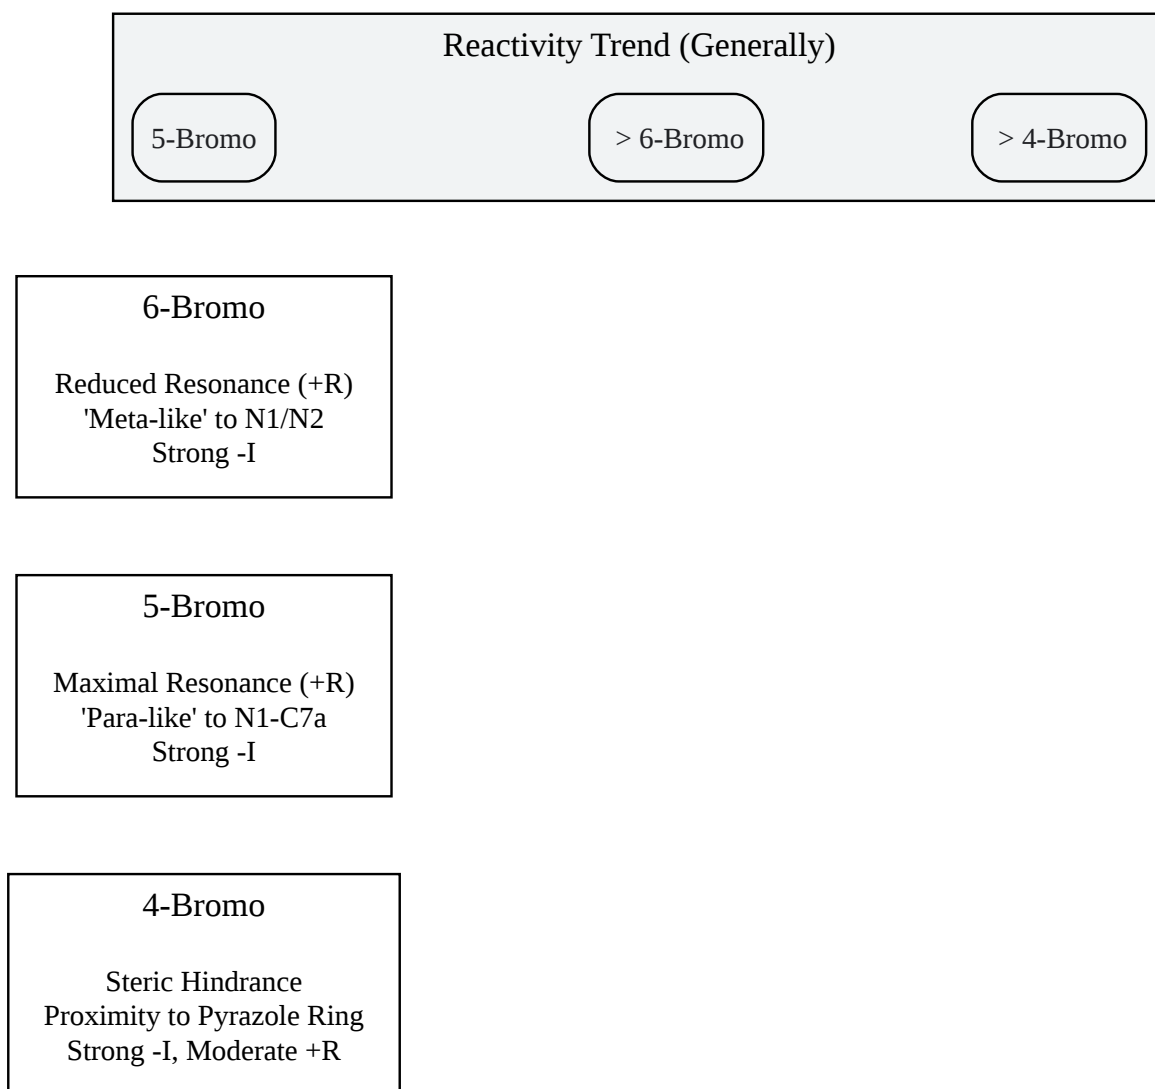 Reactivity Trend (Generally)
5-Bromo
> 6-Bromo
> 4-Bromo
6-Bromo
Reduced Resonance (+R)
'Meta-like' to N1/N2
Strong -I
5-Bromo
Maximal Resonance (+R)
'Para-like' to N1-C7a
Strong -I
4-Bromo
Steric Hindrance
Proximity to Pyrazole Ring
Strong -I, Moderate +R